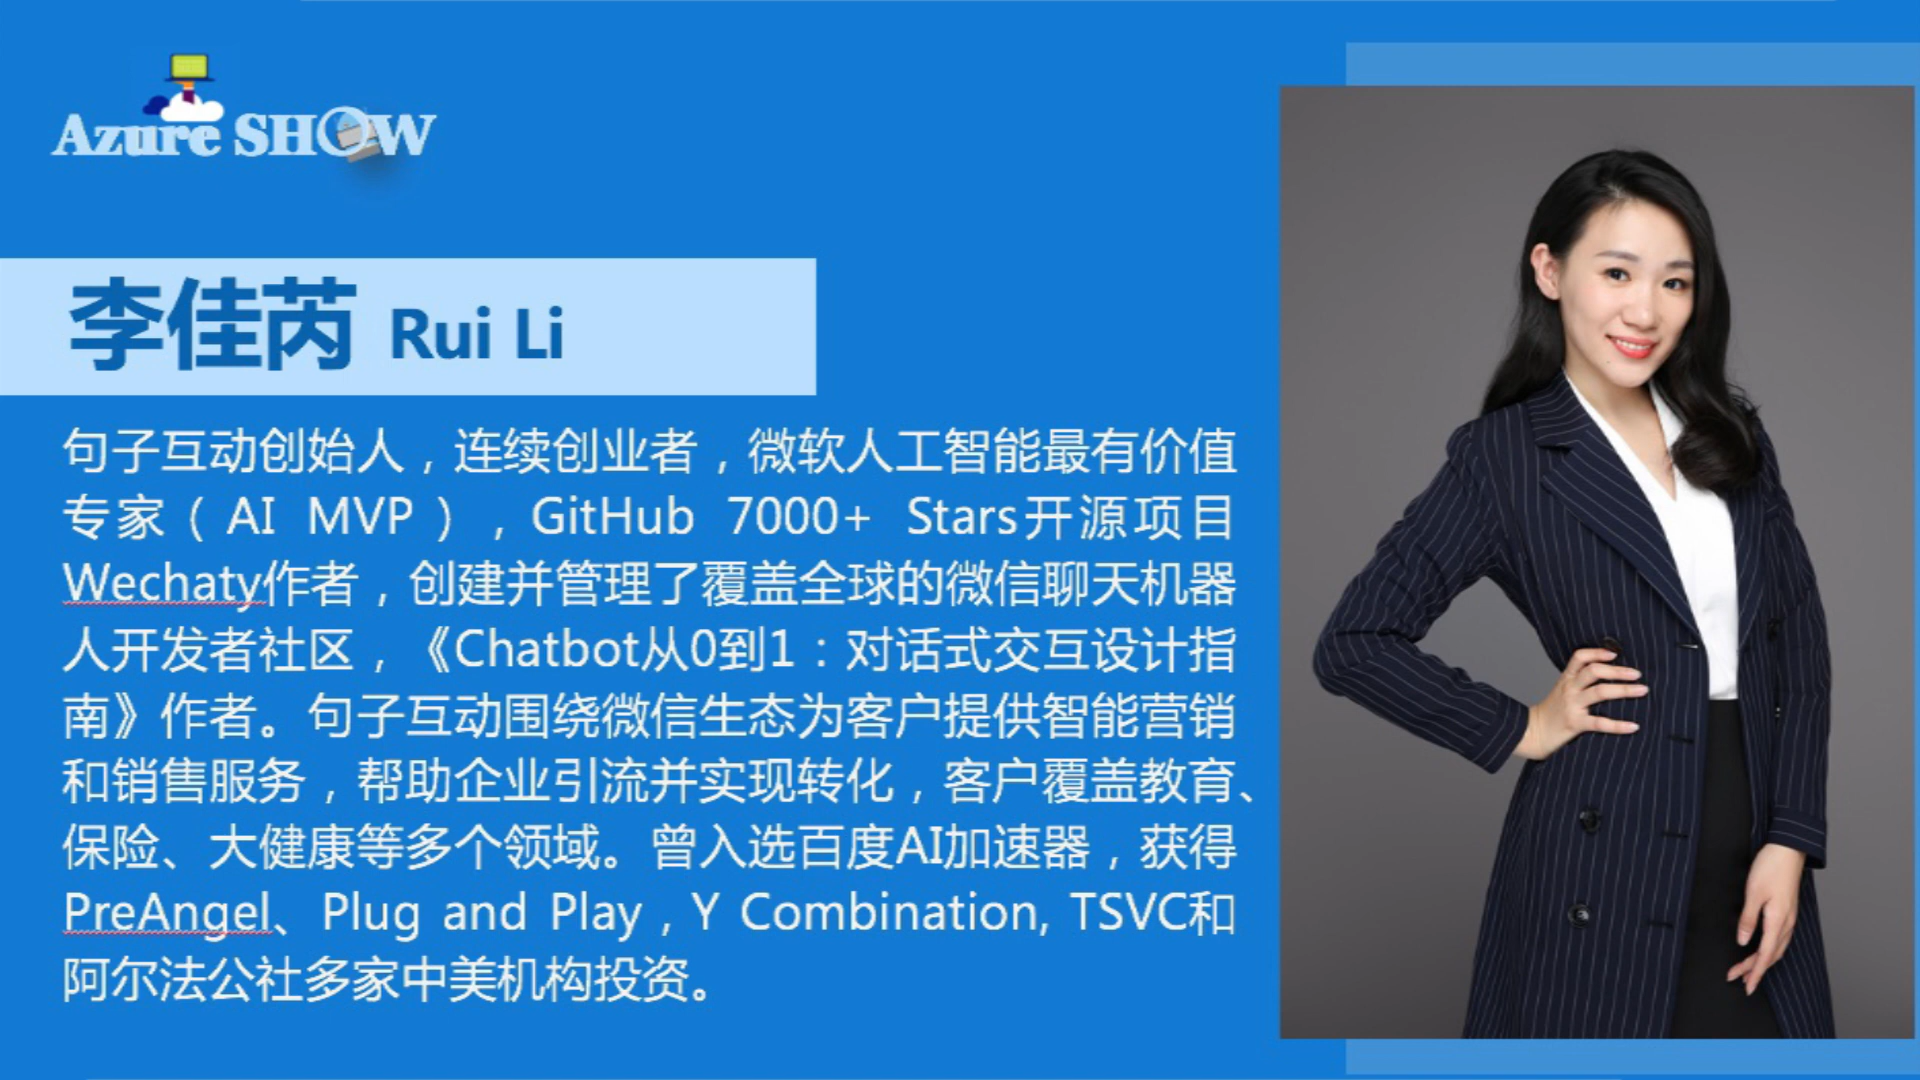 Azure SHOW
李佳芮 Rui Li
句子互动创始人，连续创业者，微软人工智能最有价值
专家（AI MVP），GitHub 7000+ Stars开源项目
Wechaty作者，创建并管理了覆盖全球的微信聊天机器
人开发者社区，《Chatbot从0到1：对话式交互设计指
南》作者。句子互动围绕微信生态为客户提供智能营销
和销售服务，帮助企业引流并实现转化，客户覆盖教育、
保险、大健康等多个领域。曾入选百度AI加速器，获得
PreAngel、Plug and Play，Y Combination, TSVC和
阿尔法公社多家中美机构投资。